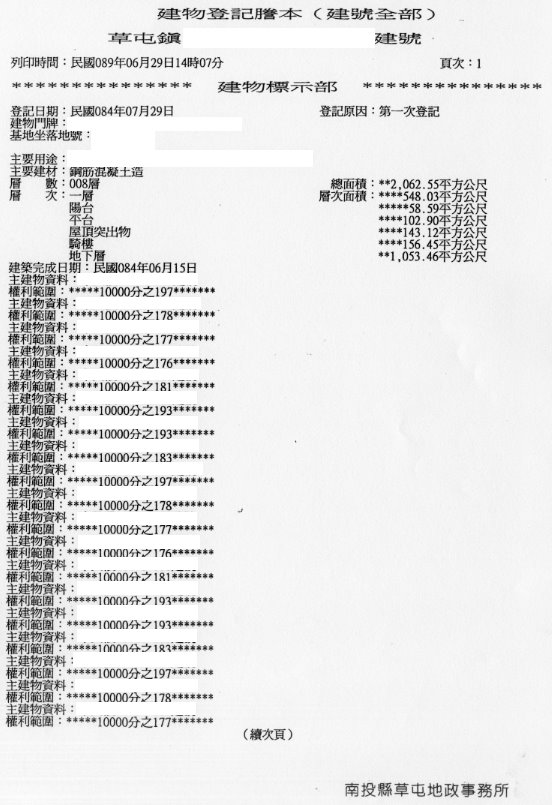 建物登記謄本（建號全部）
草屯鎮 建號
列印時間：民國089年06月29日14時07分 頁次：1
*************** 建物標示部 ***************
登記日期：民國084年07月29日 登記原因：第一次登記
建物門牌：
基地坐落地號：
主要用途：
主要建材：鋼筋混凝土造
層 數：008層 總面積：**2,062.55平方公尺
層 次：一層 層次面積：****548.03平方公尺
陽台 *****58.59平方公尺
平台 ****102.90平方公尺
屋頂突出物 ****143.12平方公尺
騎樓 ****156.45平方公尺
地下層 **1,053.46平方公尺
建築完成日期：民國084年06月15日
主建物資料：
權利範圍：*****10000分之197*******
主建物資料：
權利範圍：*****10000分之178*******
主建物資料：
權利範圍：*****10000分之177*******
主建物資料：
權利範圍：*****10000分之176*******
主建物資料：
權利範圍：*****10000分之181*******
主建物資料：
權利範圍：*****10000分之193*******
主建物資料：
權利範圍：*****10000分之193*******
主建物資料：
權利範圍：*****10000分之183*******
主建物資料：
權利範圍：*****10000分之197*******
主建物資料：
權利範圍：*****10000分之178*******
主建物資料：
權利範圍：*****10000分之177*******
主建物資料：
權利範圍：*****10000分之176*******
主建物資料：
權利範圍：*****10000分之181*******
主建物資料：
權利範圍：*****10000分之193*******
主建物資料：
權利範圍：*****10000分之193*******
主建物資料：
權利範圍：*****10000分之183*******
主建物資料：
權利範圍：*****10000分之197*******
主建物資料：
權利範圍：*****10000分之178*******
主建物資料：
權利範圍：*****10000分之177*******
（續次頁）
南投縣草屯地政事務所